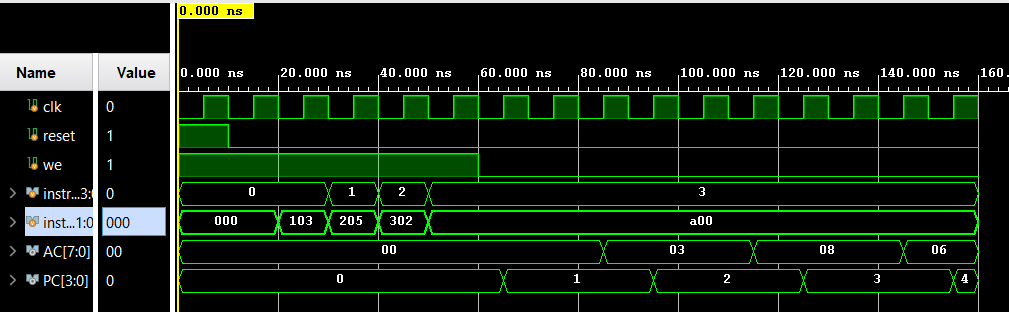 0.000 ns
Name Value 0.000 ns 20.000 ns 40.000 ns 60.000 ns 80.000 ns 100.000 ns 120.000 ns 140.000 ns 160.
clk 0
reset 1
we 1
instr...3:0 0 0 1 2 3
inst...1:0 000 000 103 205 302 a00
AC[7:0] 00 00 03 08 06
PC[3:0] 0 0 1 2 3 4